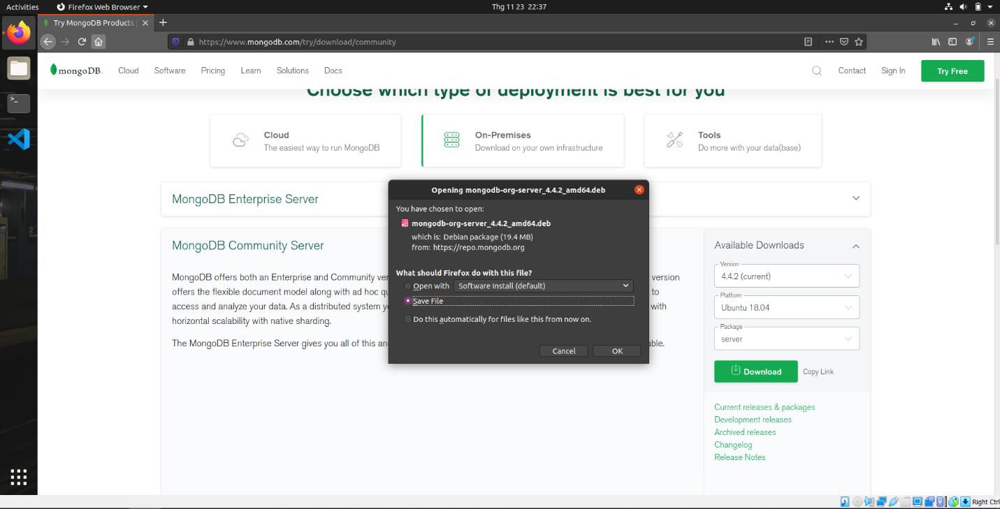 Activities
Firefox Web Browser
Thg 11 23 22:37
Try MongoDB Products
https://www.mongodb.com/try/download/community
mongoDB.
Cloud
Software
Pricing
Learn
Solutions
Docs
Contact
Sign In
Try Free
Choose which type of deployment is best for you
Cloud
The easiest way to run MongoDB
On-Premises
Download on your own infrastructure
Tools
Do more with your data(base)
MongoDB Enterprise Server
MongoDB Community Server
MongoDB offers both an Enterprise and Community
version
offers the flexible document model along with ad hoc
to
access and analyze your data. As a distributed system
with
horizontal scalability with native sharding.
The MongoDB Enterprise Server gives you all of this
Opening mongodb-org-server_4.4.2_amd64.deb
You have chosen to open:
mongodb-org-server_4.4.2_amd64.deb
which is: Debian package (19.4 MB)
from: https://repo.mongodb.org
What should Firefox do with this file?
Open with
Software Install (default)
Save File
Do this automatically for files like this from now on.
Cancel
OK
Available Downloads
Version
4.4.2 (current)
Platform
Ubuntu 18.04
Package
server
Download
Copy Link
Current releases & packages
Development releases
Archived releases
Changelog
Release Notes
Right Ctrl